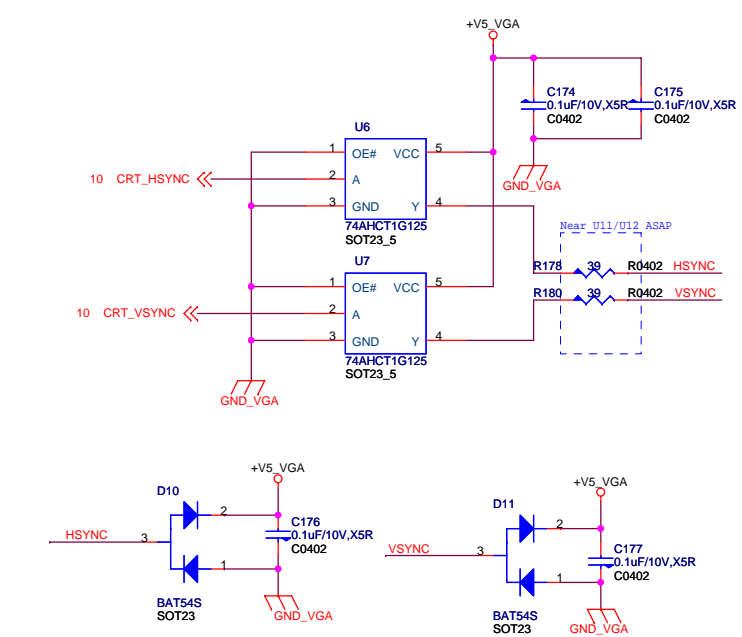 +V5_VGA
C174
0.1uF/10V,X5R
C0402
C175
0.1uF/10V,X5R
C0402
GND_VGA
U6
1 OE# VCC 5
10 CRT_HSYNC 2 A
3 GND Y 4
74AHCT1G125
SOT23_5
Near U11/U12 ASAP
R178 39 R0402 HSYNC
R180 39 R0402 VSYNC
U7
1 OE# VCC 5
10 CRT_VSYNC 2 A
3 GND Y 4
74AHCT1G125
SOT23_5
GND_VGA
+V5_VGA
D10
2
HSYNC 3
1
C176
0.1uF/10V,X5R
C0402
BAT54S
SOT23
GND_VGA
+V5_VGA
D11
2
VSYNC 3
1
C177
0.1uF/10V,X5R
C0402
BAT54S
SOT23
GND_VGA